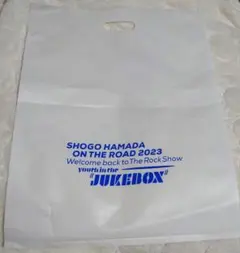 SHOGO HAMADA
ON THE ROAD 2023
Welcome back to The Rock Show
youth in the
"JUKEBOX"